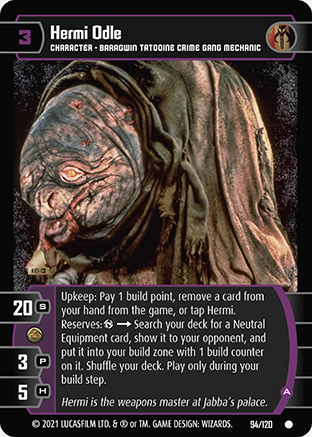 3
Hermi Odle
CHARACTER - BARAGWIN TATOOINE CRIME GANG MECHANIC
20 S
3 P
5 H
Upkeep: Pay 1 build point, remove a card from
your hand from the game, or tap Hermi.
Reserves: → Search your deck for a Neutral
Equipment card, show it to your opponent, and
put it into your build zone with 1 build counter
on it. Shuffle your deck. Play only during your
build step.
A
Hermi is the weapons master at Jabba's palace.
© 2021 LUCASFILM LTD. & ® OR TM. GAME DESIGN: WIZARDS.
94/120